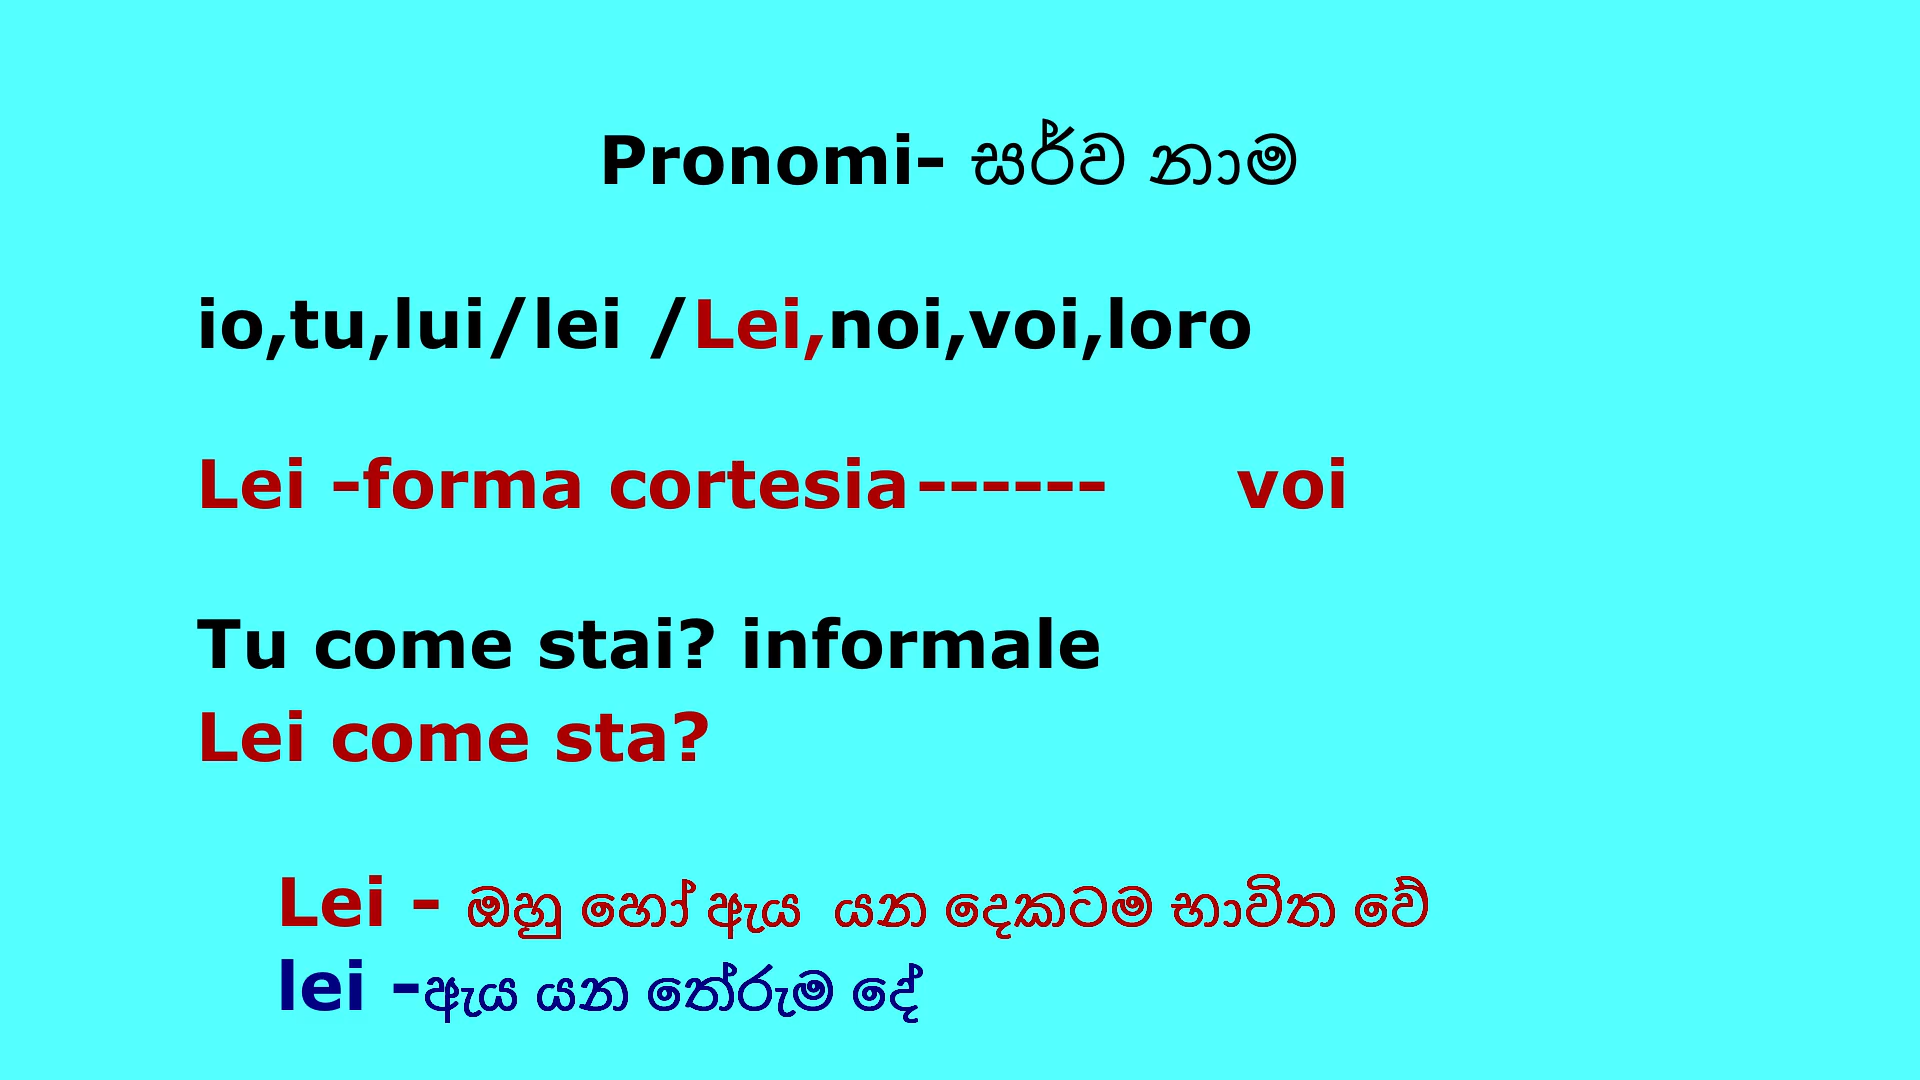 Pronomi- සර්ව නාම
io,tu,lui/lei /Lei,noi,voi,loro
Lei -forma cortesia------ voi
Tu come stai? informale
Lei come sta?
Lei - ඔහු හෝ ඇය යන දෙකටම භාවිත වේ
lei -ඇය යන තේරුම දේ